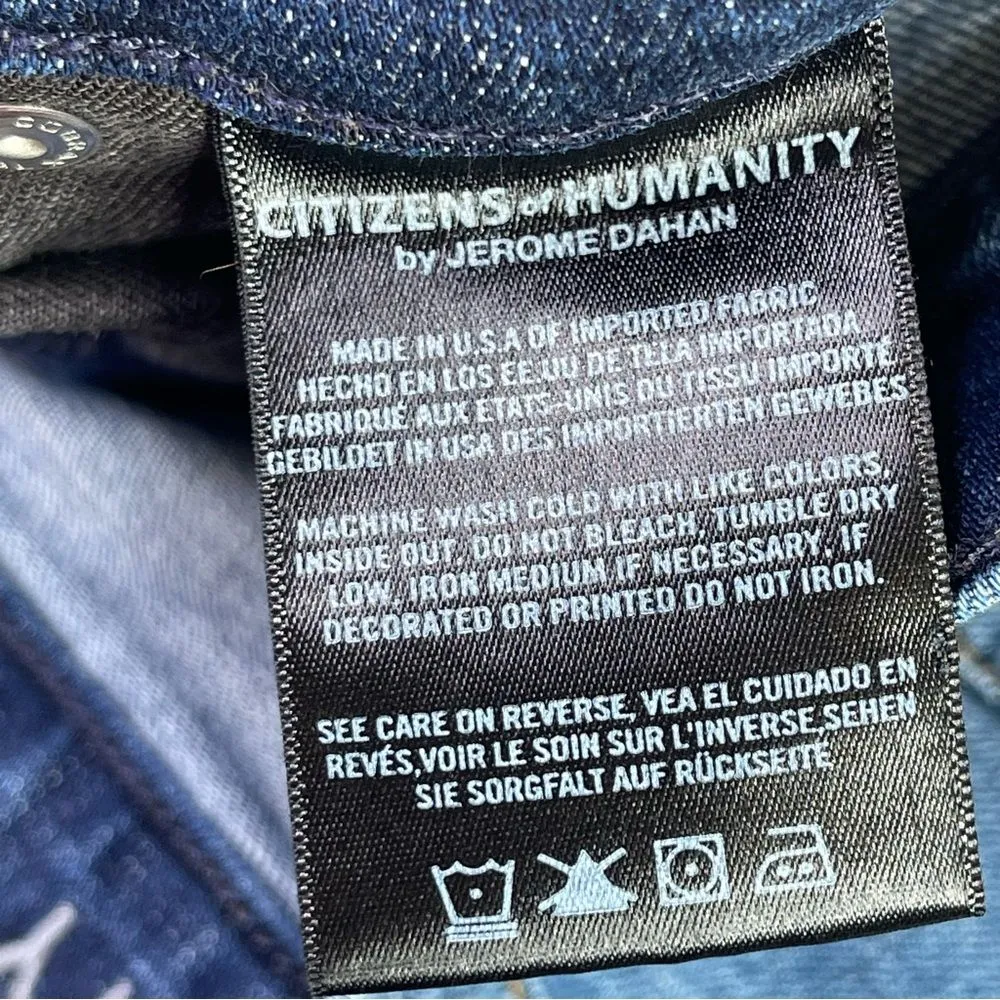 CITIZENS of HUMANITY
by JEROME DAHAN
MADE IN U.S.A OF IMPORTED FABRIC
HECHO EN LOS EE.UU DE TELA IMPORTADA
FABRIQUE AUX ETATS-UNIS DU TISSU IMPORTE
GEBILDET IN USA DES IMPORTIERTEN GEWEBES
MACHINE WASH COLD WITH LIKE COLORS,
INSIDE OUT. DO NOT BLEACH. TUMBLE DRY
LOW. IRON MEDIUM IF NECESSARY. IF
DECORATED OR PRINTED DO NOT IRON.
SEE CARE ON REVERSE, VEA EL CUIDADO EN
REVÉS,VOIR LE SOIN SUR L'INVERSE,SEHEN
SIE SORGFALT AUF RÜCKSEITE